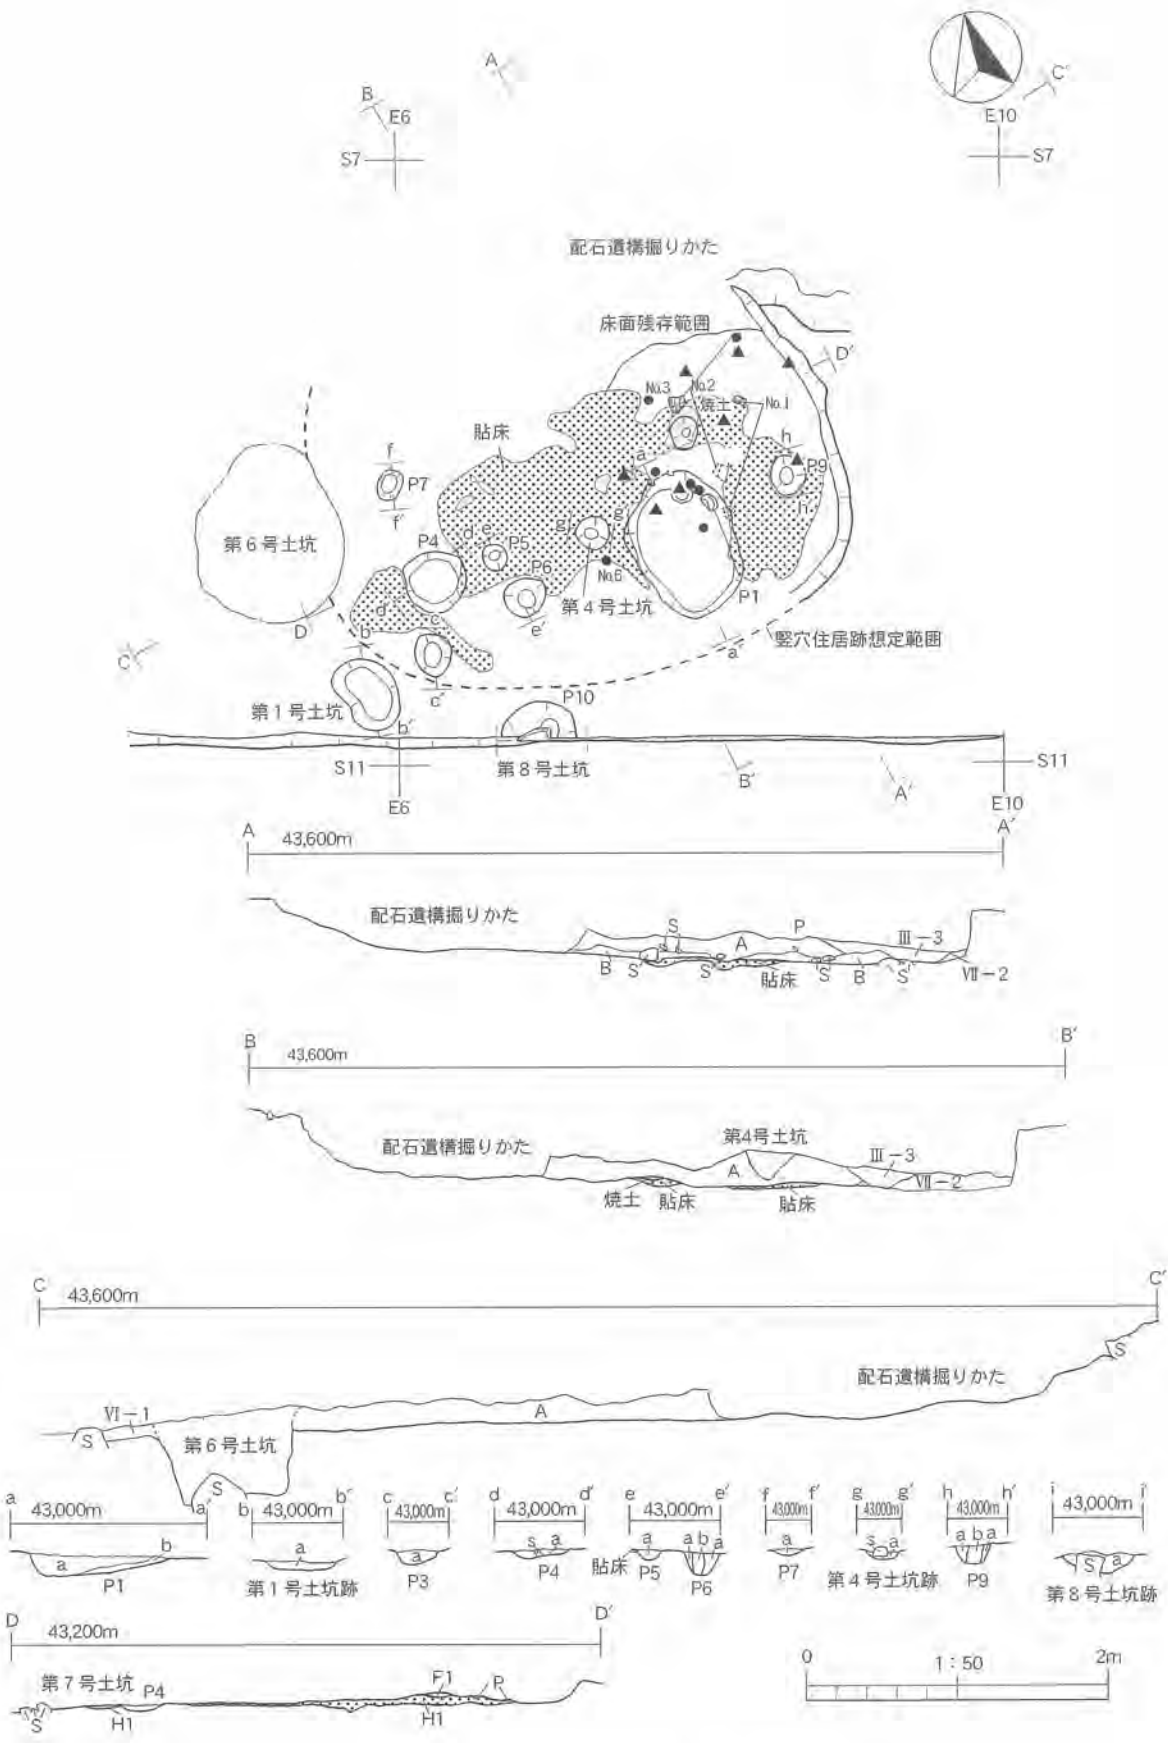 A
B
E6
S7
C'
E10
S7
配石遺構掘りかた
床面残存範囲
D'
No.3
No.2
焼土
No.1
貼床
a
h
P9
h'
f
P7
f'
第6号土坑
P4
d
e
P5
g'
g
P6
No.6
第4号土坑
P1
d'
D
c
b
e'
a'
竪穴住居跡想定範囲
C
c'
P10
第1号土坑
b'
S11
E6
第8号土坑
B'
A'
S11
E10
A
43,600m
A'
配石遺構掘りかた
S
A
P
Ⅲ-3
B
S
S
貼床
S
B
S
Ⅶ-2
B
43,600m
B'
配石遺構掘りかた
第4号土坑
A
Ⅲ-3
Ⅶ-2
焼土
貼床
貼床
C
43,600m
C'
S
配石遺構掘りかた
Ⅵ-1
S
第6号土坑
S
A
a
43,000m
a'
a
b
P1
b
43,000m
b'
a
第1号土坑跡
c
43,000m
c'
a
P3
d
43,000m
d'
s
a
P4
e
43,000m
e'
貼床
a
a
b
a
P5
P6
f
43,000m
f'
a
P7
g
43,000m
g'
s
a
第4号土坑跡
h
43,000m
h'
a
b
a
P9
i
43,000m
i'
S
a
第8号土坑跡
D
43,200m
D'
第7号土坑
P4
F1
P
S
H1
H1
0
1:50
2m